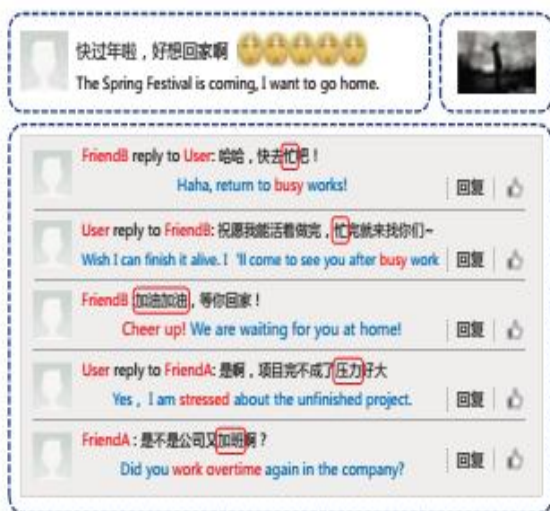 快过年啦，好想回家啊
The Spring Festival is coming, I want to go home.
FriendB reply to User: 哈哈，快去忙吧！
Haha, return to busy works!
回复
User reply to FriendB: 祝愿我能活着做完，忙完就来找你们~
Wish I can finish it alive. I 'll come to see you after busy work
回复
FriendB 加油加油，等你回家！
Cheer up! We are waiting for you at home!
回复
User reply to FriendA: 是啊，项目完不成了压力好大
Yes , I am stressed about the unfinished project.
回复
FriendA : 是不是公司又加班啊？
Did you work overtime again in the company?
回复